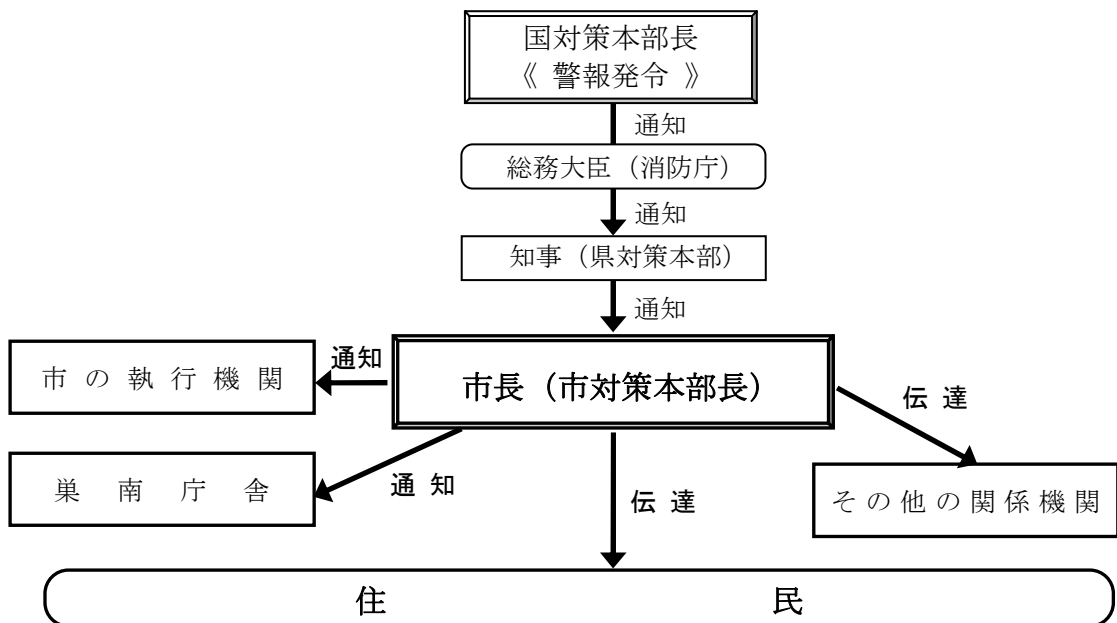 国対策本部長
《 警報発令 》
通知
総務大臣（消防庁）
通知
知事（県対策本部）
通知
市の執行機関
通知
市長（市対策本部長）
伝達
巣南庁舎
通知
伝達
その他の関係機関
住民